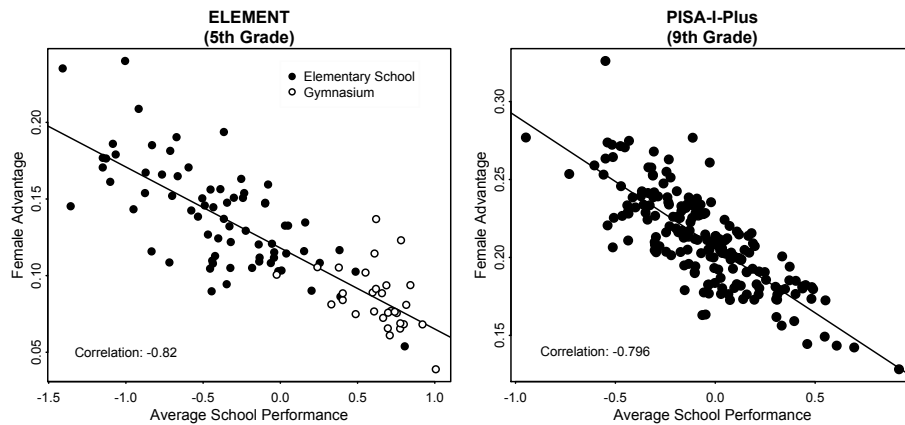 ELEMENT
(5th Grade)
Elementary School
Gymnasium
Female Advantage
0.20
0.15
0.10
0.05
Correlation: -0.82
-1.5
-1.0
-0.5
0.0
0.5
1.0
Average School Performance
PISA-I-Plus
(9th Grade)
Female Advantage
0.30
0.25
0.20
0.15
Correlation: -0.796
-1.0
-0.5
0.0
0.5
Average School Performance